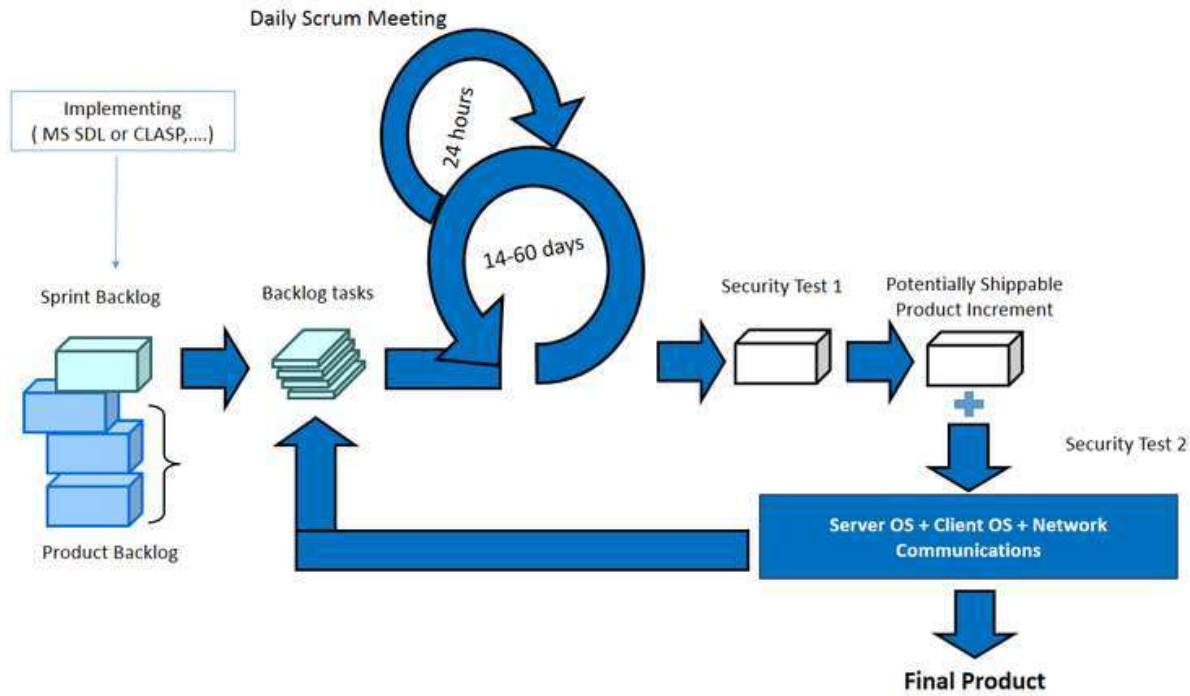 Daily Scrum Meeting
Implementing
( MS SDL or CLASP,....)
24 hours
14-60 days
Sprint Backlog
Backlog tasks
Security Test 1
Potentially Shippable
Product Increment
Security Test 2
Server OS + Client OS + Network
Communications
Product Backlog
Final Product